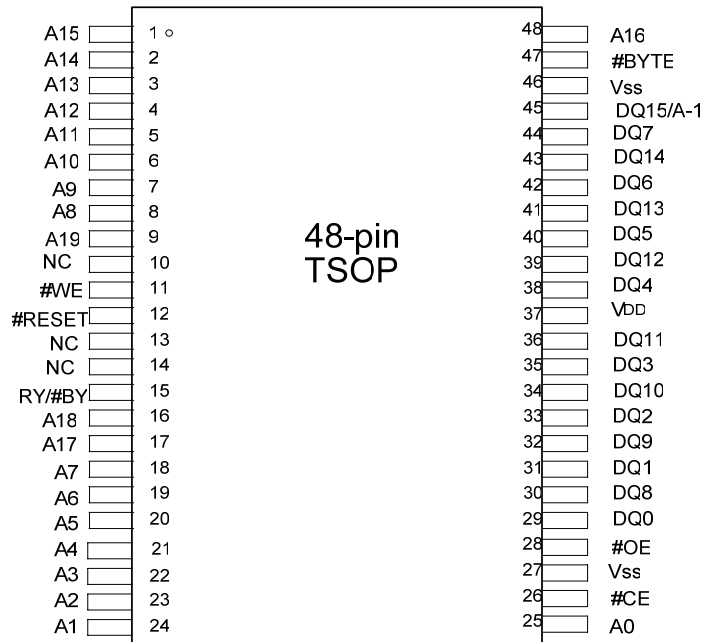 A15 1 48 A16
A14 2 47 #BYTE
A13 3 46 Vss
A12 4 45 DQ15/A-1
A11 5 44 DQ7
A10 6 43 DQ14
A9 7 42 DQ6
A8 8 41 DQ13
A19 9 40 DQ5
NC 10 39 DQ12
#WE 11 38 DQ4
#RESET 12 37 VDD
NC 13 36 DQ11
NC 14 35 DQ3
RY/#BY 15 34 DQ10
A18 16 33 DQ2
A17 17 32 DQ9
A7 18 31 DQ1
A6 19 30 DQ8
A5 20 29 DQ0
A4 21 28 #OE
A3 22 27 Vss
A2 23 26 #CE
A1 24 25 A0
48-pin
TSOP